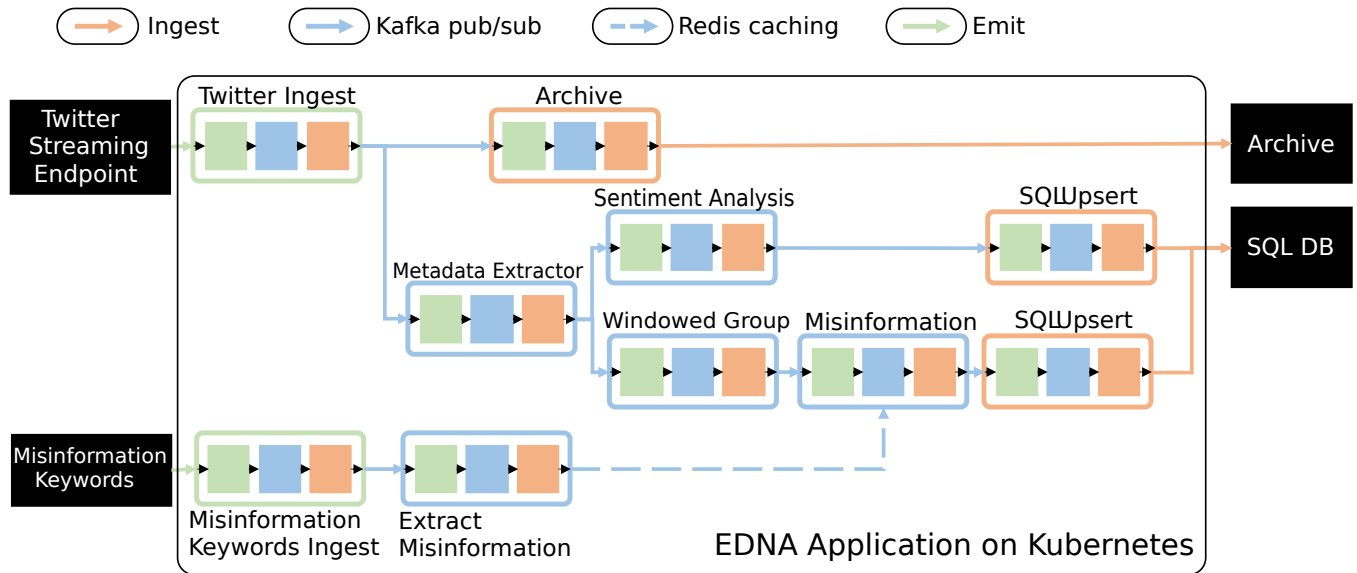 Ingest
Kafka pub/sub
Redis caching
Emit
Twitter
Streaming
Endpoint
Twitter Ingest
Archive
Archive
Sentiment Analysis
SQLUpsert
SQL DB
Metadata Extractor
Windowed Group
Misinformation
SQLUpsert
Misinformation
Keywords
Misinformation
Keywords Ingest
Extract
Misinformation
EDNA Application on Kubernetes